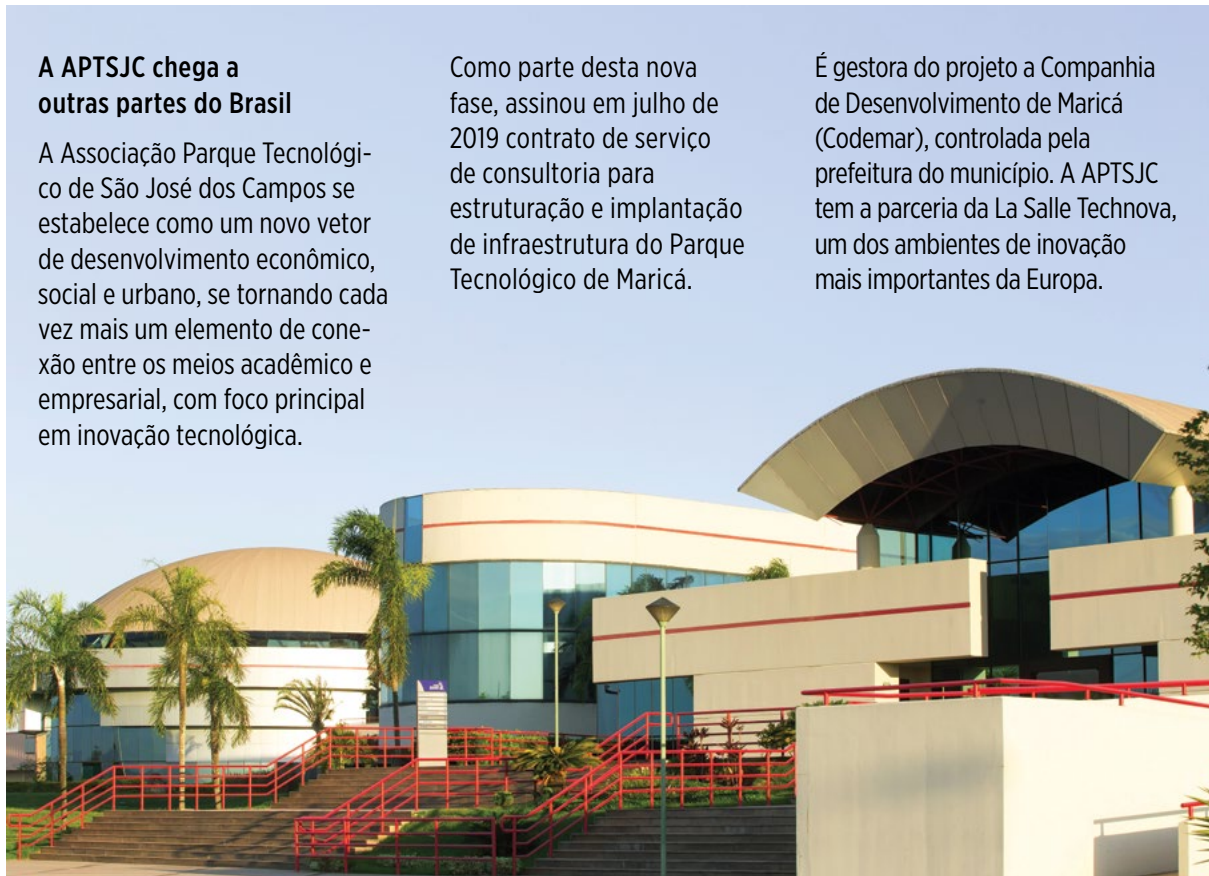 A APTSJC chega a
outras partes do Brasil
A Associação Parque Tecnológi-
co de São José dos Campos se
estabelece como um novo vetor
de desenvolvimento econômico,
social e urbano, se tornando cada
vez mais um elemento de cone-
xão entre os meios acadêmico e
empresarial, com foco principal
em inovação tecnológica.
Como parte desta nova
fase, assinou em julho de
2019 contrato de serviço
de consultoria para
estruturação e implantação
de infraestrutura do Parque
Tecnológico de Maricá.
É gestora do projeto a Companhia
de Desenvolvimento de Maricá
(Codemar), controlada pela
prefeitura do município. A APTSJC
tem a parceria da La Salle Technova,
um dos ambientes de inovação
mais importantes da Europa.